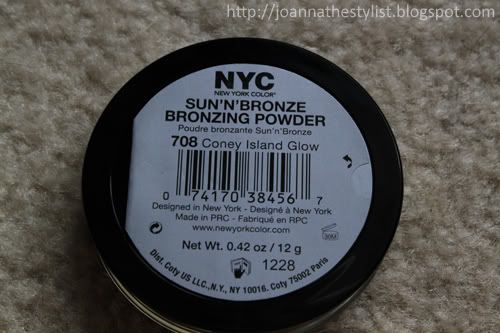 http://joannathestylist.blogspot.com
NYC
NEW YORK COLOR®
SUN'N'BRONZE
BRONZING POWDER
Poudre bronzante Sun'n'Bronze
708 Coney Island Glow
0 74170 38456 7
Designed in New York - Designé à New York
Made in PRC - Fabriqué en RPC
www.newyorkcolor.com
Net Wt. 0.42 oz / 12 g
30M
1228
Dist. Coty US LLC., N.Y., NY 10016. Coty 75002 Paris